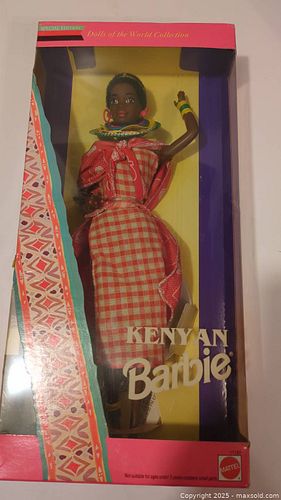 SPECIAL EDITION
Dolls of the World Collection
KENYAN
Barbie®
MATTEL
Copyright © 2025 - maxsold.com